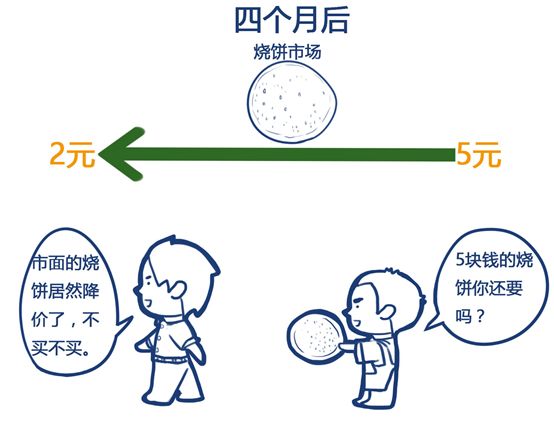 四个月后
烧饼市场
2元
5元
市面的烧
饼居然降
价了，不
买不买。
5块钱的烧
饼你还要
吗？